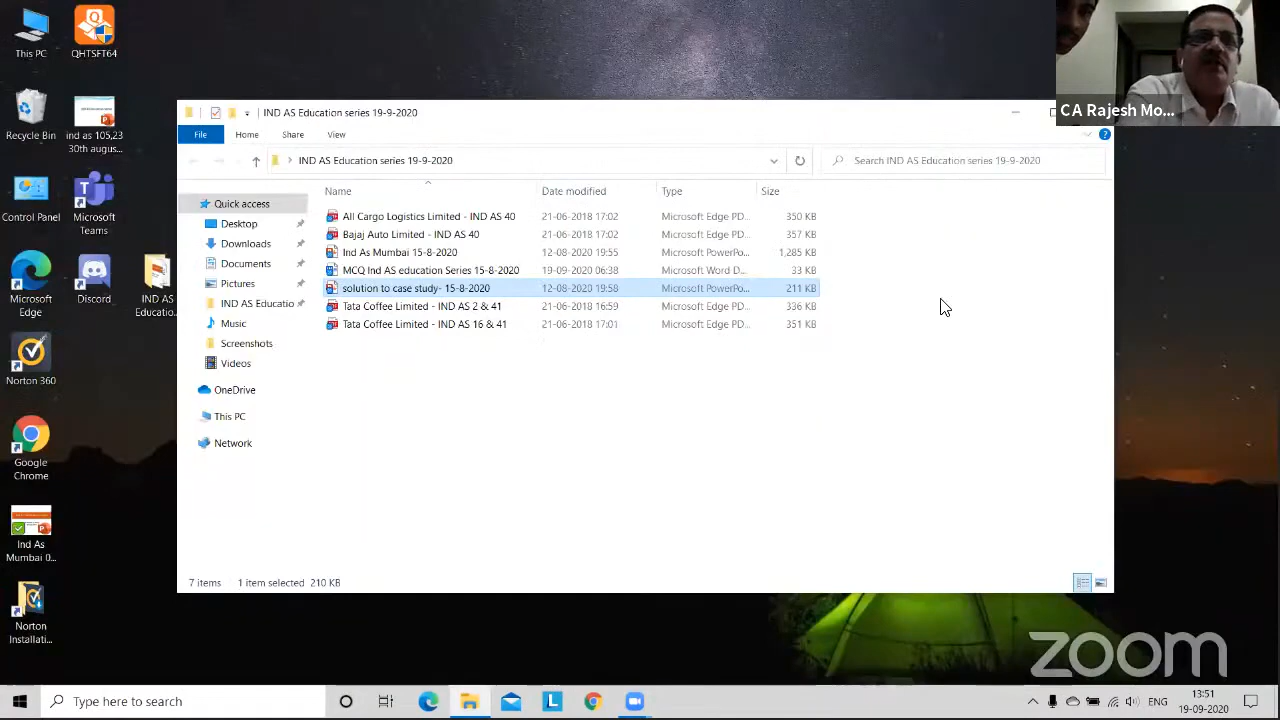 This PC
QHTSFT64
Recycle Bin
ind as 105,23
30th augus...
Control Panel
Microsoft
Teams
Microsoft
Edge
Discord
IND AS
Educatio...
Norton 360
Google
Chrome
Ind As
Mumbai 0...
Norton
Installati...
IND AS Education series 19-9-2020
File
Home
Share
View
IND AS Education series 19-9-2020
Search IND AS Education series 19-9-2020
Quick access
Desktop
Downloads
Documents
Pictures
IND AS Educatio
Music
Screenshots
Videos
OneDrive
This PC
Network
Name Date modified Type Size
All Cargo Logistics Limited - IND AS 40 21-06-2018 17:02 Microsoft Edge PD... 350 KB
Bajaj Auto Limited - IND AS 40 21-06-2018 17:02 Microsoft Edge PD... 357 KB
Ind As Mumbai 15-8-2020 12-08-2020 19:55 Microsoft PowerPo... 1,285 KB
MCQ Ind AS education Series 15-8-2020 19-09-2020 06:38 Microsoft Word D... 33 KB
solution to case study- 15-8-2020 12-08-2020 19:58 Microsoft PowerPo... 211 KB
Tata Coffee Limited - IND AS 2 & 41 21-06-2018 16:59 Microsoft Edge PD... 336 KB
Tata Coffee Limited - IND AS 16 & 41 21-06-2018 17:01 Microsoft Edge PD... 351 KB
7 items 1 item selected 210 KB
C A Rajesh Mo...
zoom
Type here to search
L
ENG
13:51
19-09-2020